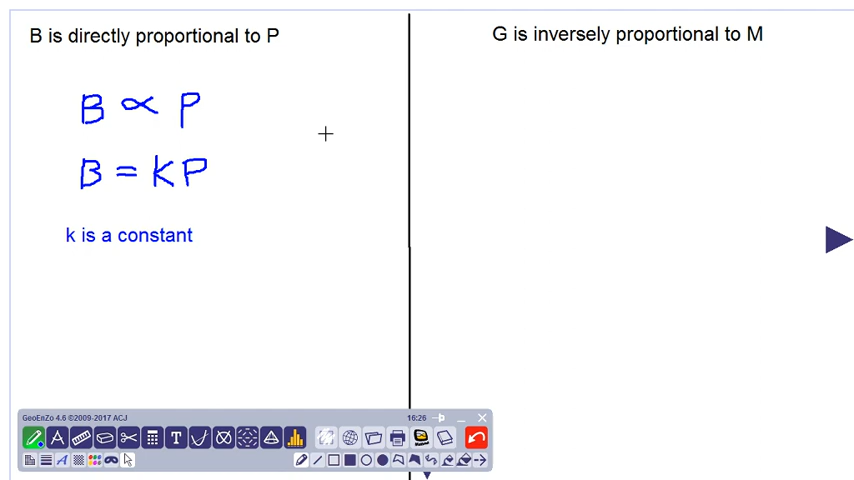 B is directly proportional to P
B ∝ P
B = kP
k is a constant
G is inversely proportional to M
GeoEnZo 4.6 ©2009-2017 ACJ
16:26